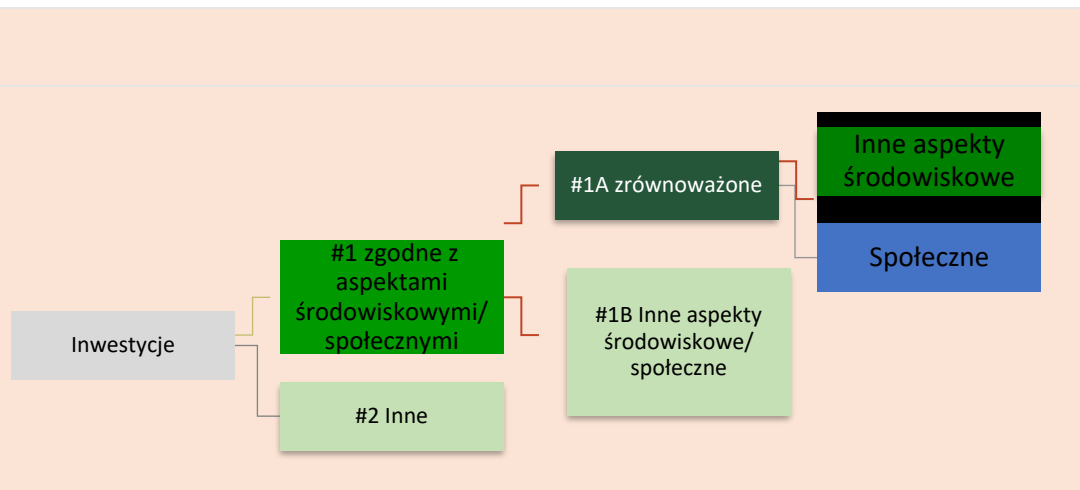 Inwestycje
#1 zgodne z
aspektami
środowiskowymi/
społecznymi
#2 Inne
#1A zrównoważone
#1B Inne aspekty
środowiskowe/
społeczne
Inne aspekty
środowiskowe
Społeczne